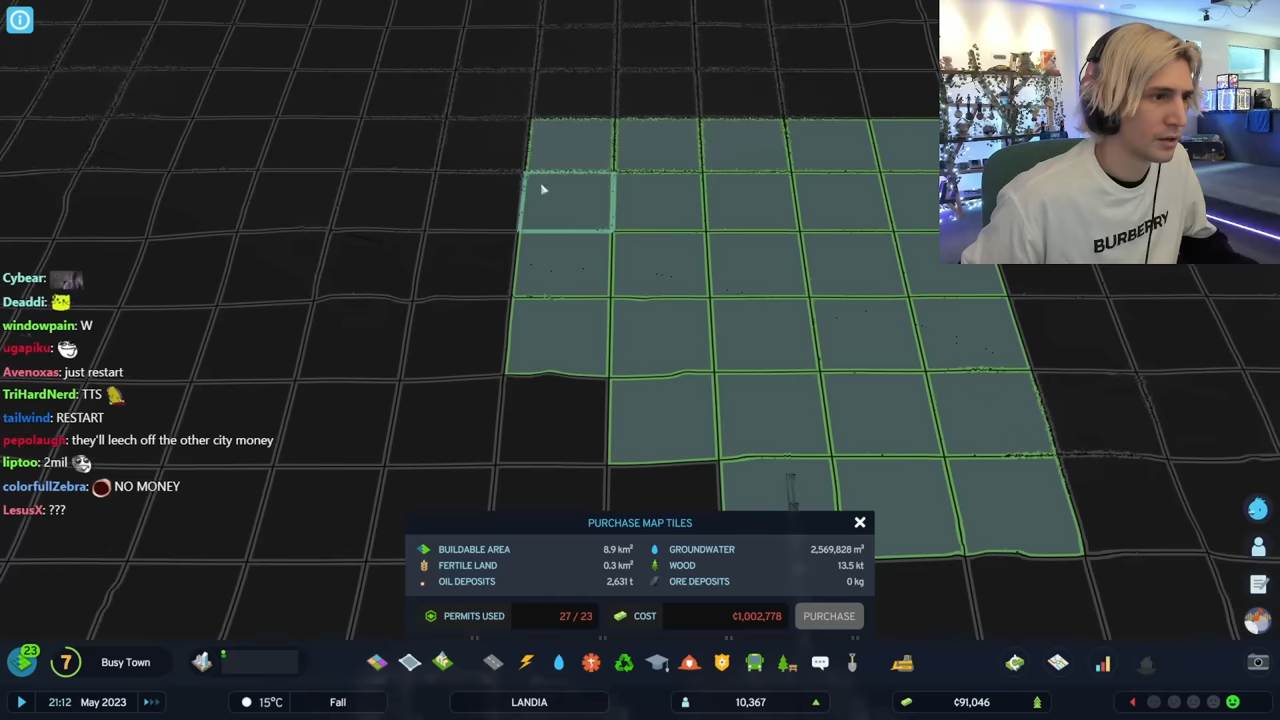 BURBERRY
Cybear:
Deaddi:
windowpain: W
ugapiku:
Avenoxas: just restart
TriHardNerd: TTS
tailwind: RESTART
pepolaugh: they'll leech off the other city money
liptoo: 2mil
colorfullZebra: NO MONEY
LesusX: ???
PURCHASE MAP TILES
BUILDABLE AREA 8.9 km² GROUNDWATER 2,569,828 m³
FERTILE LAND 0.3 km² WOOD 13.5 kt
OIL DEPOSITS 2,631 t ORE DEPOSITS 0 kg
PERMITS USED 27 / 23 COST ₵1,002,778 PURCHASE
23
7 Busy Town
21:12 May 2023 15°C Fall LANDIA 10,367 ₵91,046